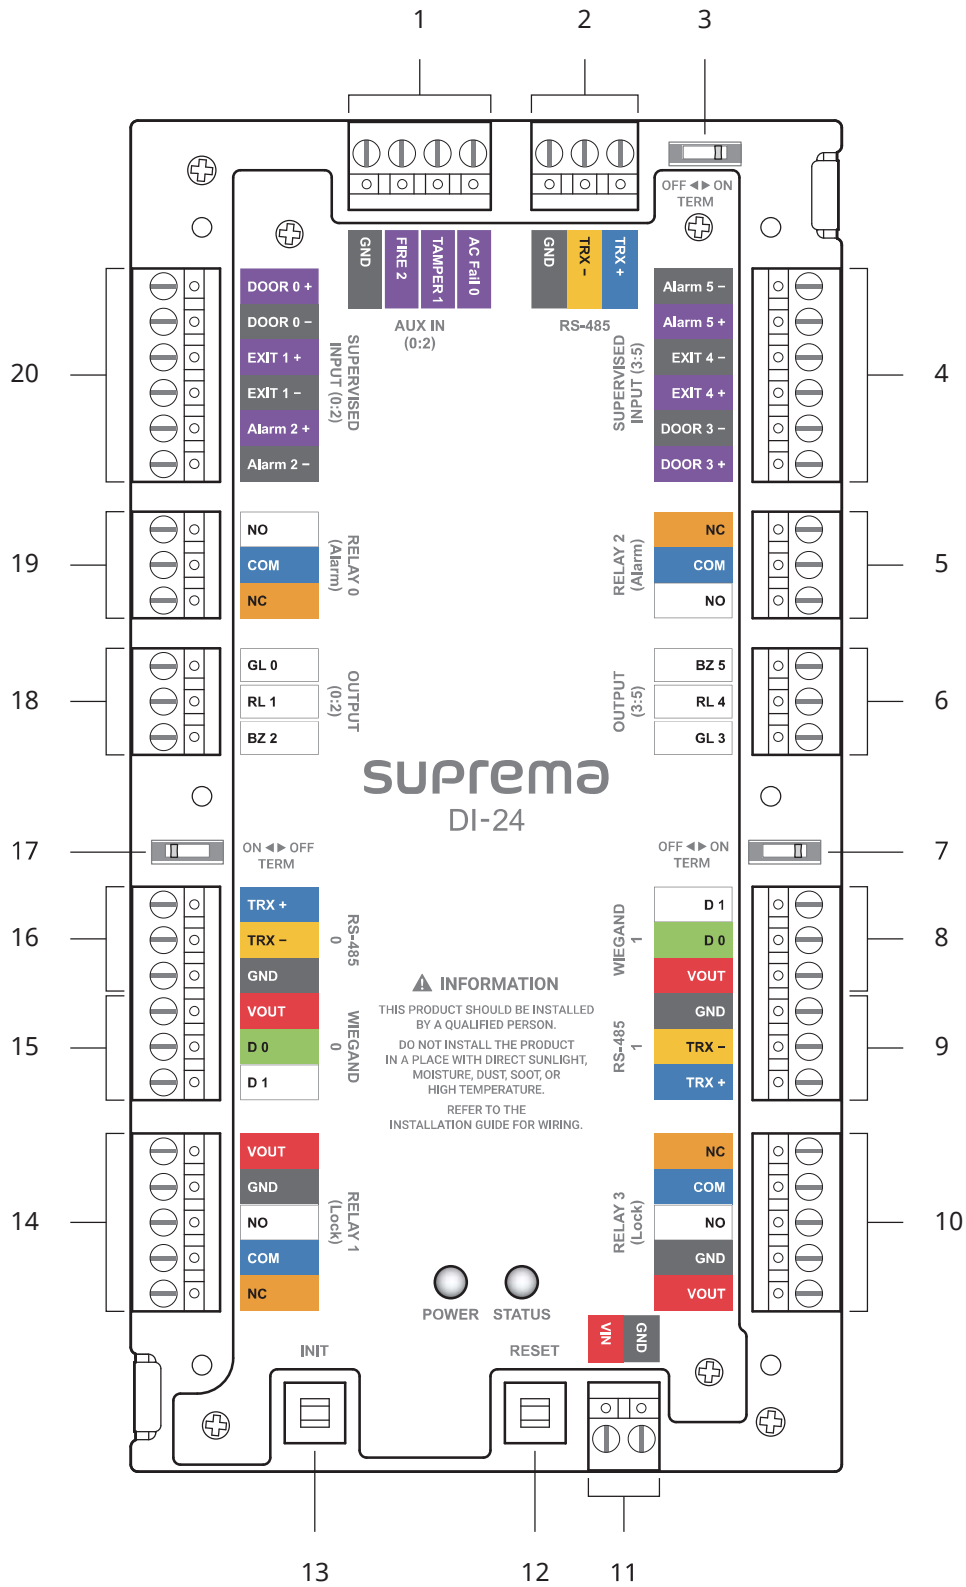 1
2
3
OFF ◀▶ ON
TERM
GND
FIRE 2
TAMPER 1
AC Fail 0
AUX IN
(0:2)
GND
TRX −
TRX +
RS-485
20
DOOR 0 +
DOOR 0 −
EXIT 1 +
EXIT 1 −
Alarm 2 +
Alarm 2 −
SUPERVISED
INPUT (0:2)
SUPERVISED
INPUT (3:5)
Alarm 5 −
Alarm 5 +
EXIT 4 −
EXIT 4 +
DOOR 3 −
DOOR 3 +
4
19
NO
COM
NC
RELAY 0
(Alarm)
RELAY 2
(Alarm)
NC
COM
NO
5
18
GL 0
RL 1
BZ 2
OUTPUT
(0:2)
OUTPUT
(3:5)
BZ 5
RL 4
GL 3
6
suprema
DI-24
17
ON ◀▶ OFF
TERM
OFF ◀▶ ON
TERM
7
16
TRX +
TRX −
GND
RS-485
0
WIEGAND
1
D 1
D 0
VOUT
8
15
VOUT
D 0
D 1
WIEGAND
0
RS-485
1
GND
TRX −
TRX +
9
INFORMATION
THIS PRODUCT SHOULD BE INSTALLED
BY A QUALIFIED PERSON.
DO NOT INSTALL THE PRODUCT
IN A PLACE WITH DIRECT SUNLIGHT,
MOISTURE, DUST, SOOT, OR
HIGH TEMPERATURE.
REFER TO THE
INSTALLATION GUIDE FOR WIRING.
14
VOUT
GND
NO
COM
NC
RELAY 1
(Lock)
RELAY 3
(Lock)
NC
COM
NO
GND
VOUT
10
POWER
STATUS
INIT
RESET
VIN
GND
13
12
11